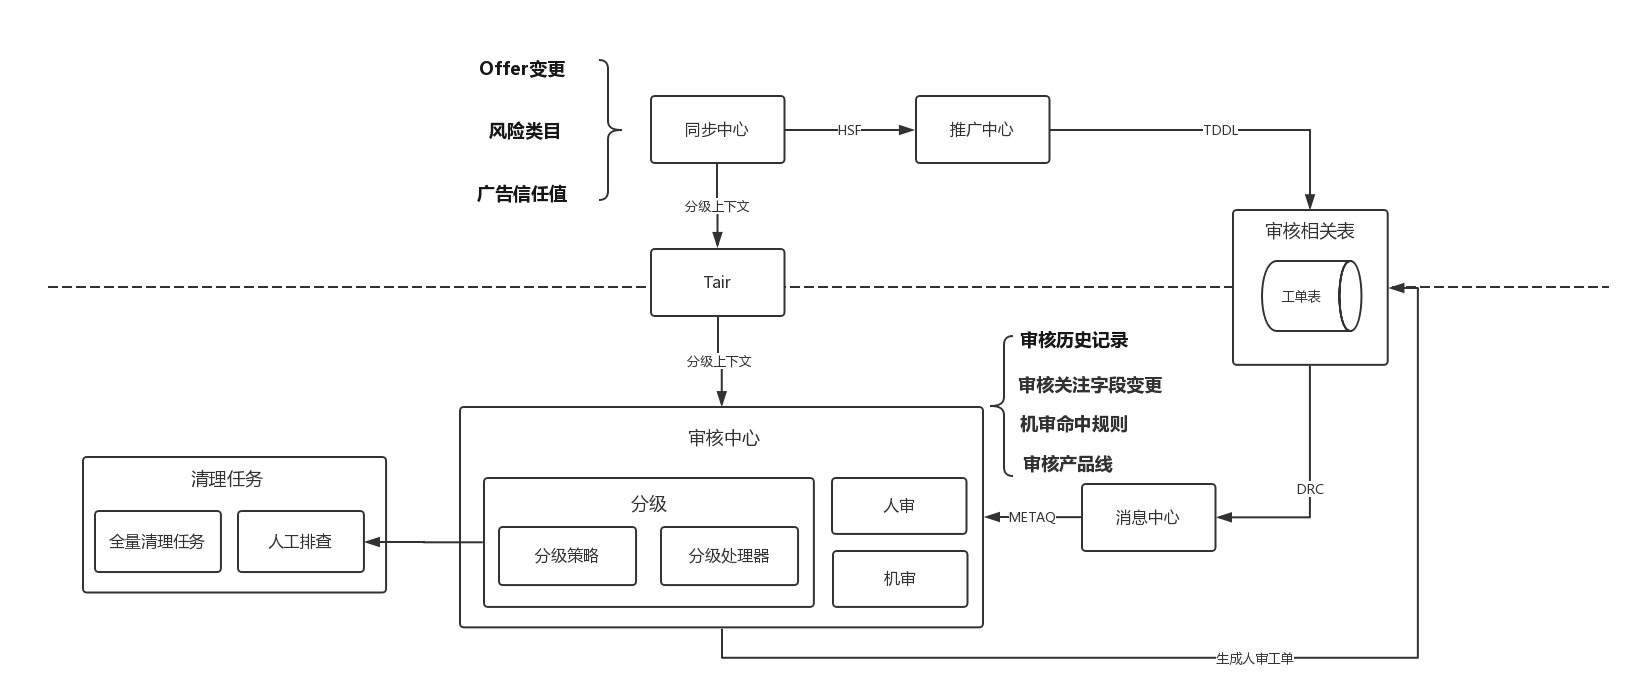 Offer变更
风险类目
广告信任值
同步中心
HSF
推广中心
TDDL
分级上下文
Tair
审核相关表
工单表
分级上下文
审核历史记录
审核关注字段变更
机审命中规则
审核产品线
审核中心
清理任务
全量清理任务
人工排查
分级
分级策略
分级处理器
人审
机审
METAQ
消息中心
DRC
生成人审工单